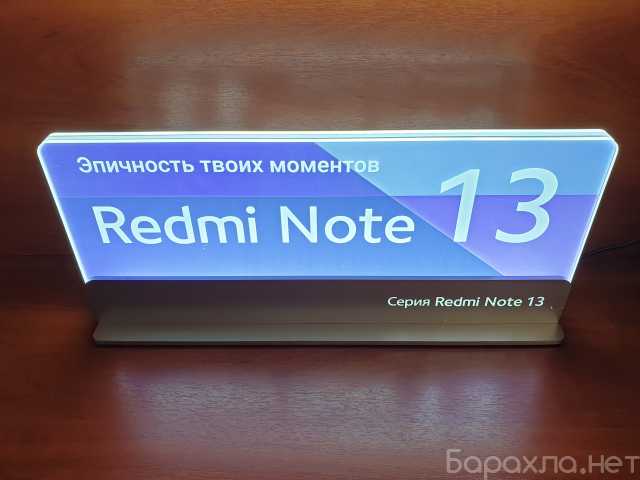 Эпичность твоих моментов
Redmi Note 13
Серия Redmi Note 13
Барахла.нет